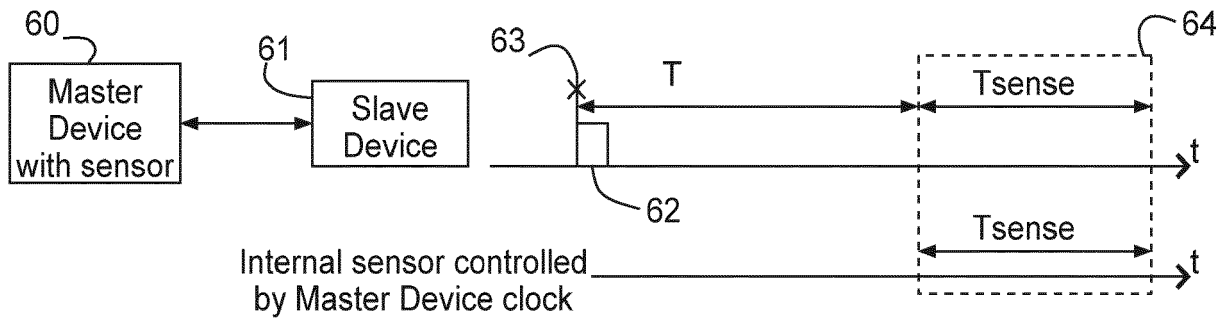 60
Master
Device
with sensor
61
Slave
Device
63
T
64
Tsense
t
62
Tsense
Internal sensor controlled
by Master Device clock
t